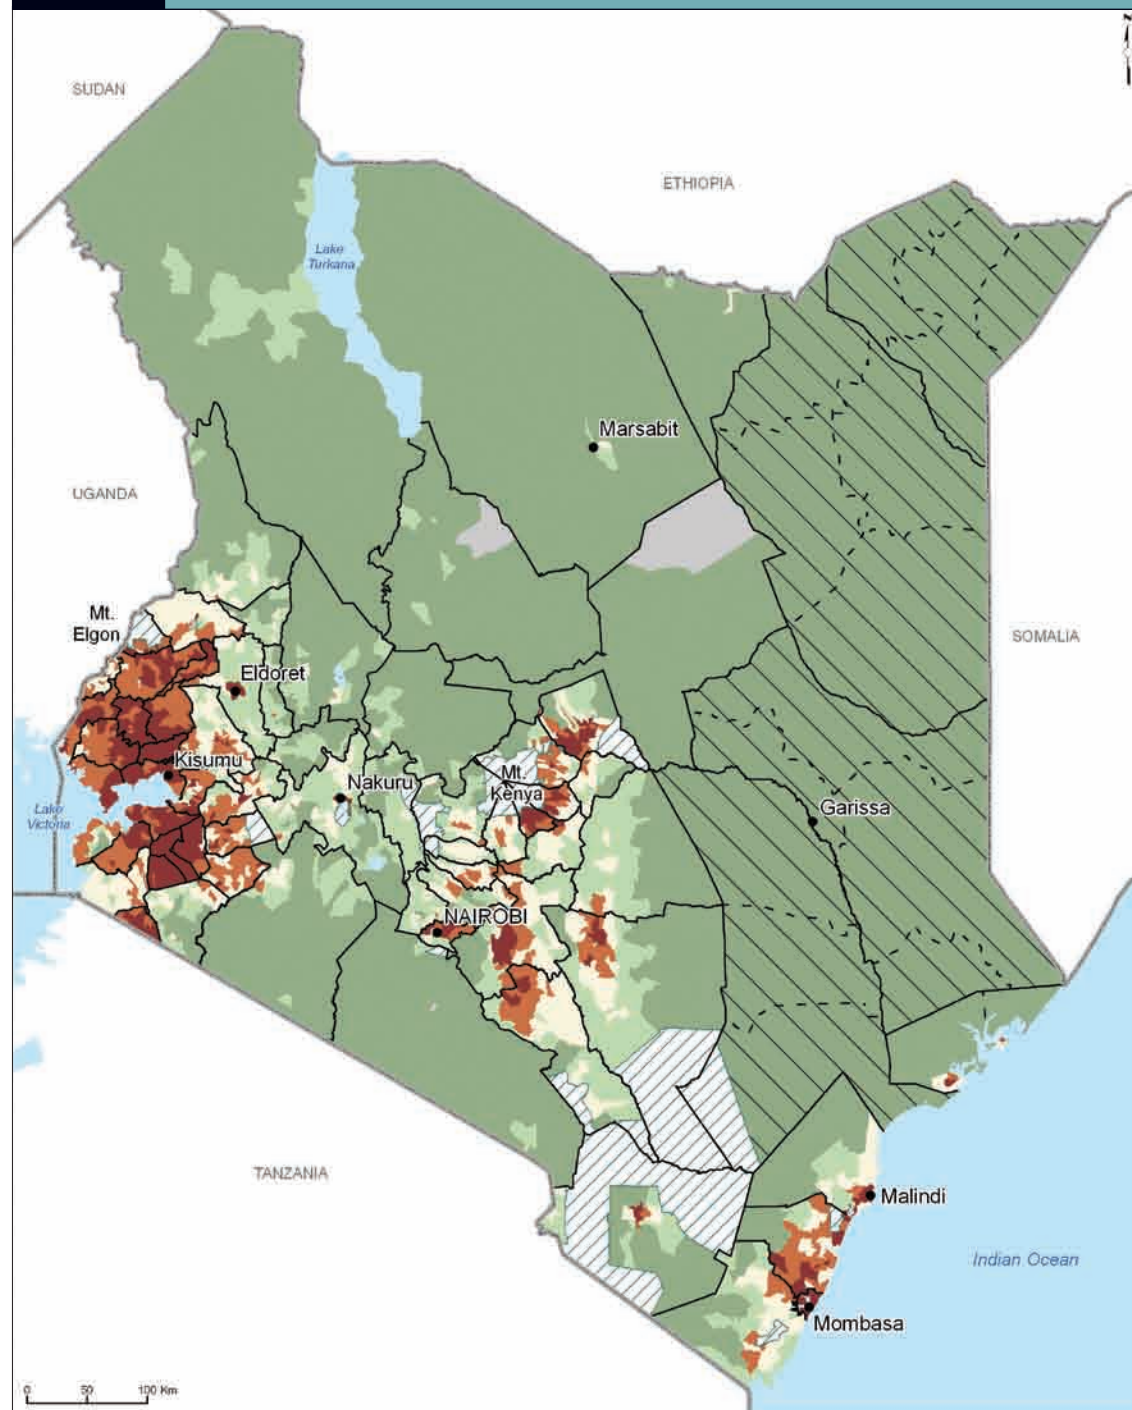 SUDAN
ETHIOPIA
Lake
Turkana
Marsabit
UGANDA
Mt.
Elgon
SOMALIA
Eldoret
Kisumu
Nakuru
Mt.
Kenya
Garissa
Lake
Victoria
NAIROBI
TANZANIA
Malindi
Indian Ocean
Mombasa
0 50 100 Km